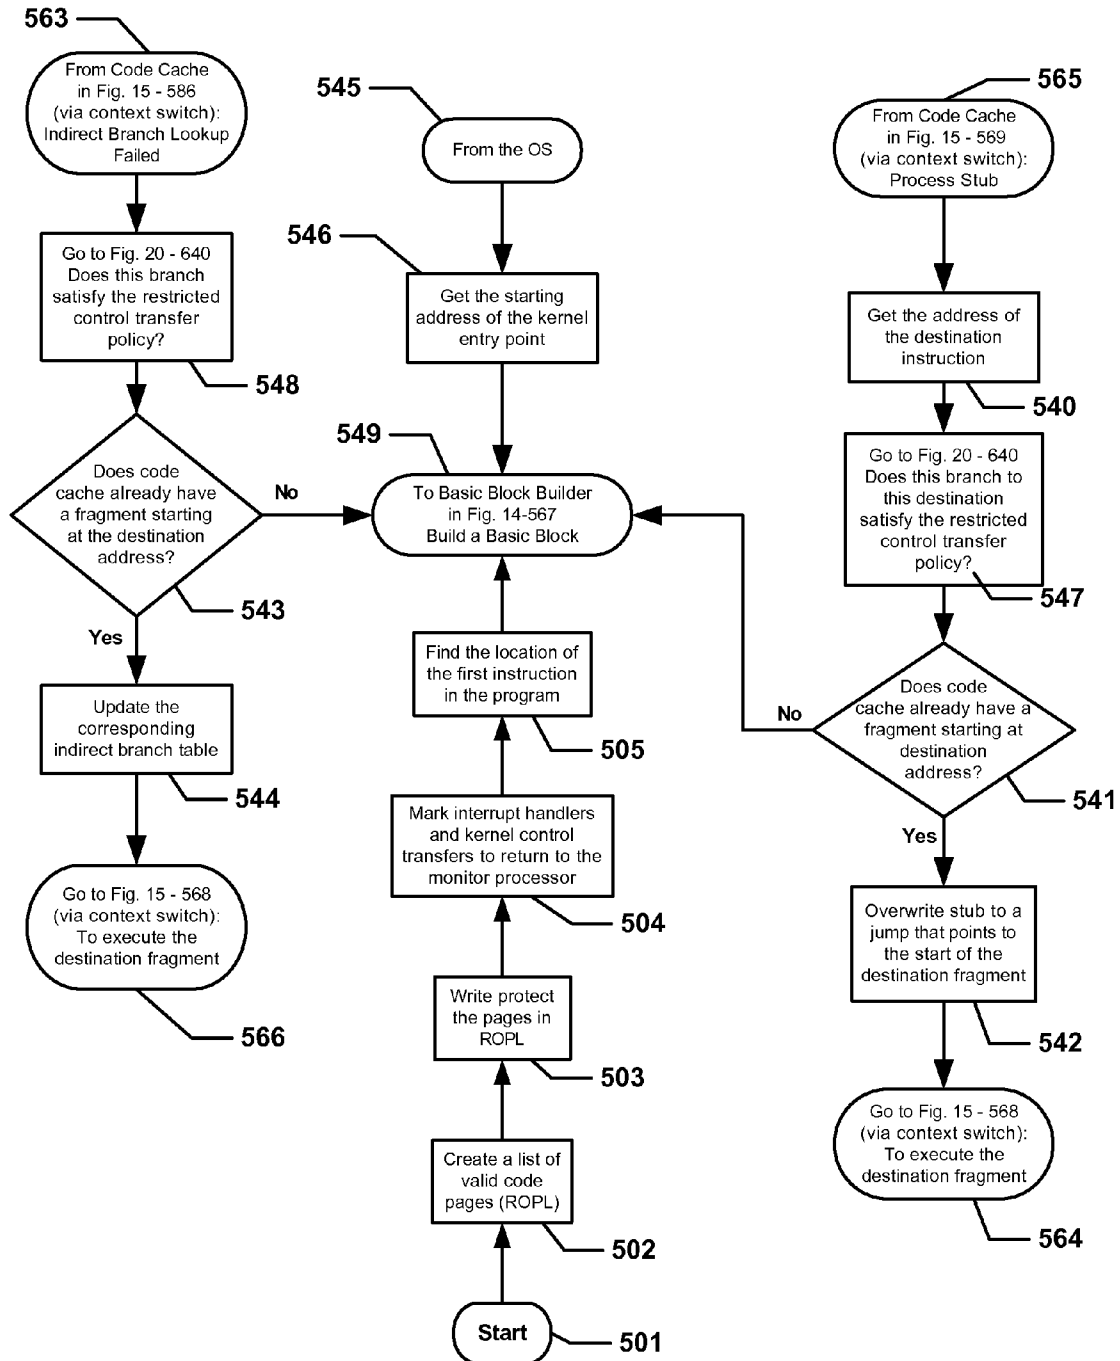 563
From Code Cache
in Fig. 15 - 586
(via context switch):
Indirect Branch Lookup
Failed
Go to Fig. 20 - 640
Does this branch
satisfy the restricted
control transfer
policy?
548
Does code
cache already have
a fragment starting
at the destination
address?
No
543
Yes
Update the
corresponding
indirect branch table
544
Go to Fig. 15 - 568
(via context switch):
To execute the
destination fragment
566
545
From the OS
546
Get the starting
address of the kernel
entry point
549
To Basic Block Builder
in Fig. 14-567
Build a Basic Block
Find the location of
the first instruction
in the program
505
Mark interrupt handlers
and kernel control
transfers to return to the
monitor processor
504
Write protect
the pages in
ROPL
503
Create a list of
valid code
pages (ROPL)
502
Start
501
565
From Code Cache
in Fig. 15 - 569
(via context switch):
Process Stub
Get the address of
the destination
instruction
540
Go to Fig. 20 - 640
Does this branch to
this destination
satisfy the restricted
control transfer
policy?
547
Does code
cache already have a
fragment starting at
destination
address?
No
541
Yes
Overwrite stub to a
jump that points to
the start of the
destination fragment
542
Go to Fig. 15 - 568
(via context switch):
To execute the
destination fragment
564